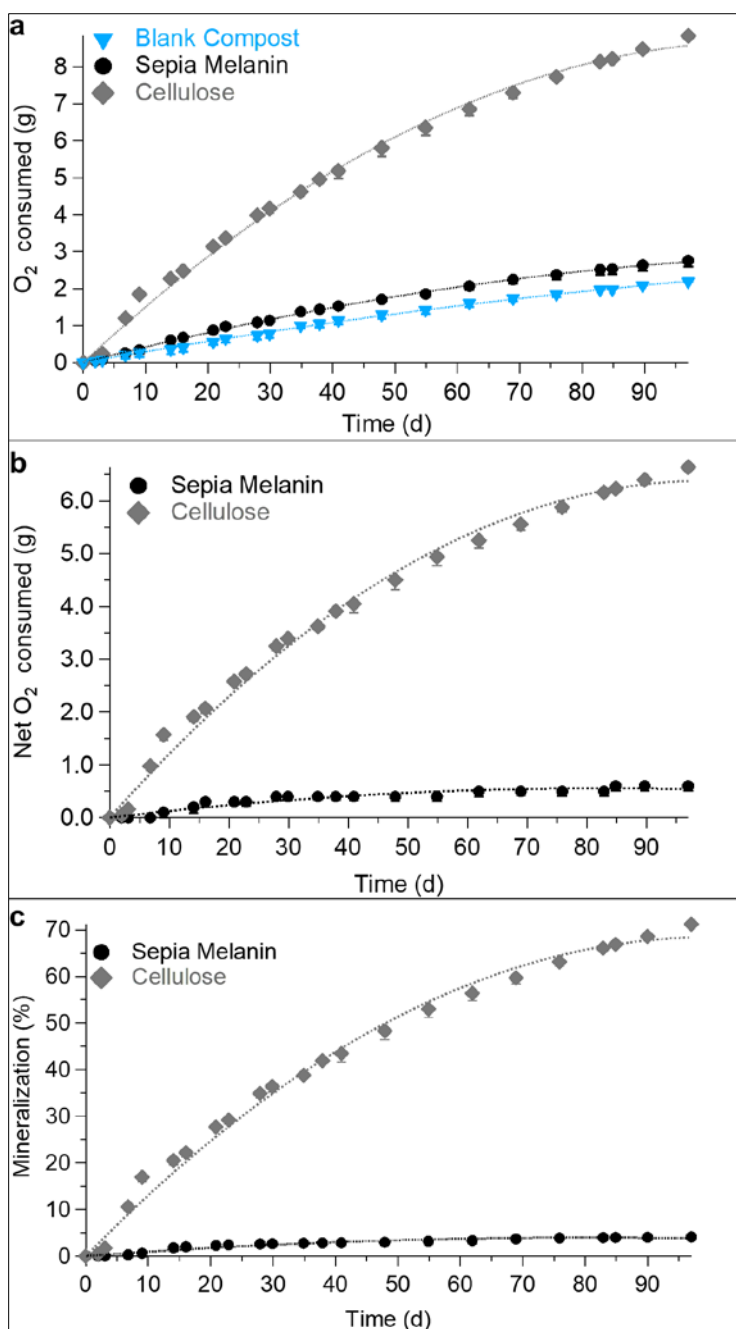 a
Blank Compost
Sepia Melanin
Cellulose
8
7
6
5
4
3
2
1
0
O2 consumed (g)
0 10 20 30 40 50 60 70 80 90
Time (d)
b
Sepia Melanin
Cellulose
6.0
5.0
4.0
3.0
2.0
1.0
0.0
Net O2 consumed (g)
0 10 20 30 40 50 60 70 80 90
Time (d)
c
Sepia Melanin
Cellulose
70
60
50
40
30
20
10
0
Mineralization (%)
0 10 20 30 40 50 60 70 80 90
Time (d)